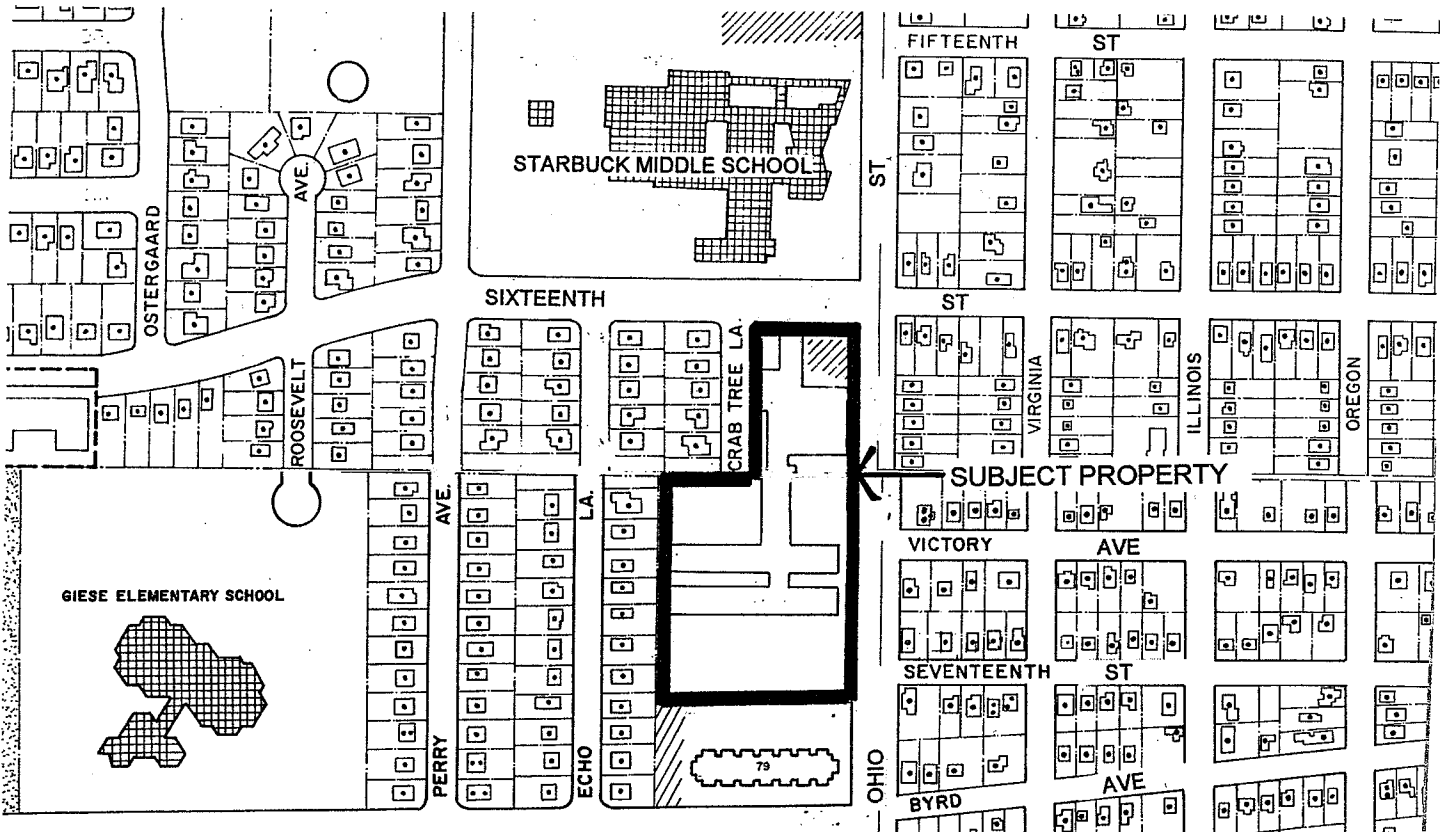 FIFTEENTH ST
STARBUCK MIDDLE SCHOOL
ST
AVE.
OSTERGAARD
SIXTEENTH
ST
ROOSEVELT
CRAB TREE LA.
VIRGINIA
ILLINOIS
OREGON
SUBJECT PROPERTY
AVE.
LA.
VICTORY AVE
GIESE ELEMENTARY SCHOOL
SEVENTEENTH ST
PERRY
ECHO
79
OHIO
BYRD AVE